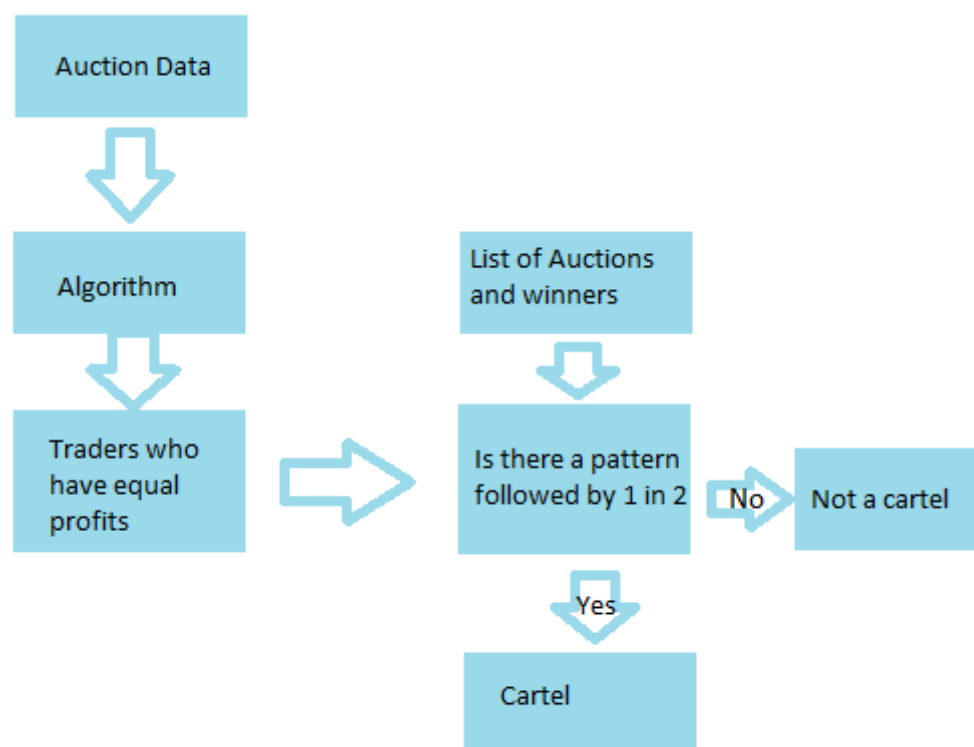 Auction Data
Algorithm
Traders who
have equal
profits
List of Auctions
and winners
Is there a pattern
followed by 1 in 2
No
Not a cartel
Yes
Cartel